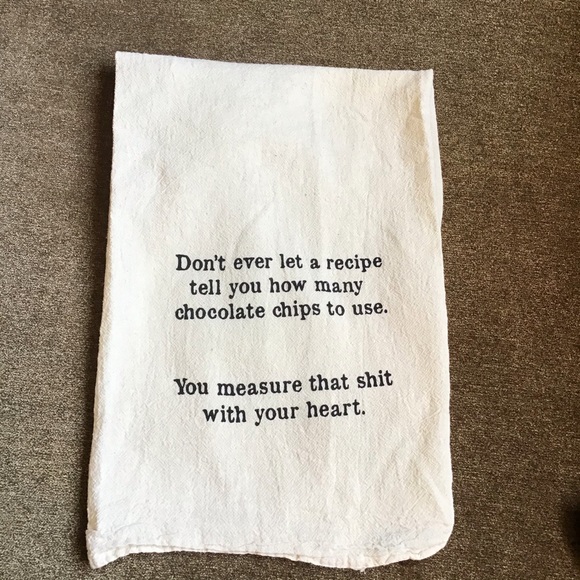 Don't ever let a recipe
tell you how many
chocolate chips to use.
You measure that shit
with your heart.